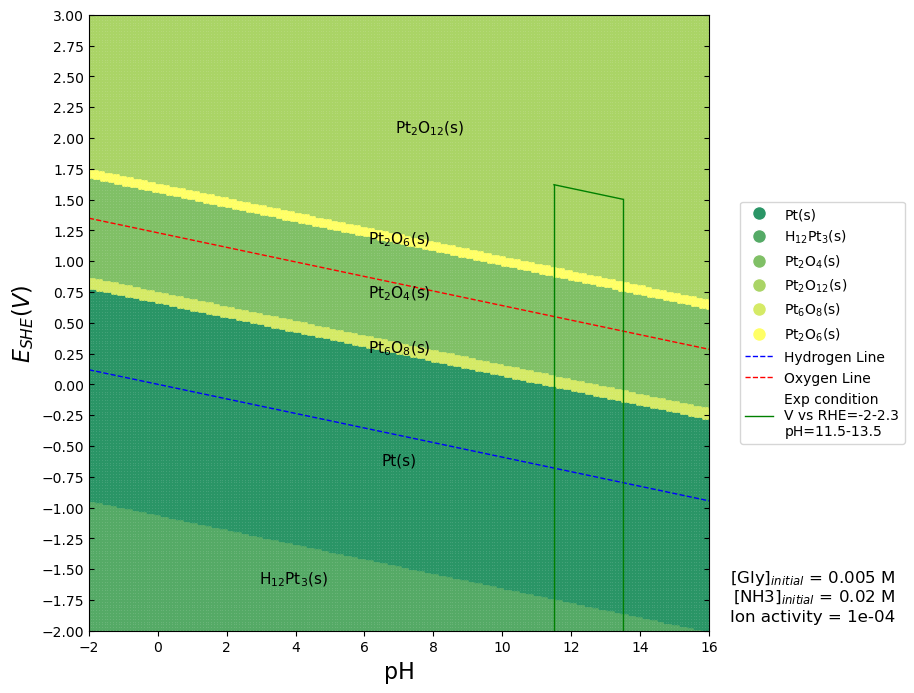 3.00
2.75
2.50
2.25
2.00
1.75
1.50
1.25
1.00
0.75
0.50
0.25
0.00
−0.25
−0.50
−0.75
−1.00
−1.25
−1.50
−1.75
−2.00
E_{SHE}(V)
−2 0 2 4 6 8 10 12 14 16
pH
Pt₂O₁₂(s)
Pt₂O₆(s)
Pt₂O₄(s)
Pt₆O₈(s)
Pt(s)
H₁₂Pt₃(s)
Pt(s)
H₁₂Pt₃(s)
Pt₂O₄(s)
Pt₂O₁₂(s)
Pt₆O₈(s)
Pt₂O₆(s)
Hydrogen Line
Oxygen Line
Exp condition
V vs RHE=-2-2.3
pH=11.5-13.5
[Gly]_{initial} = 0.005 M
[NH3]_{initial} = 0.02 M
Ion activity = 1e-04